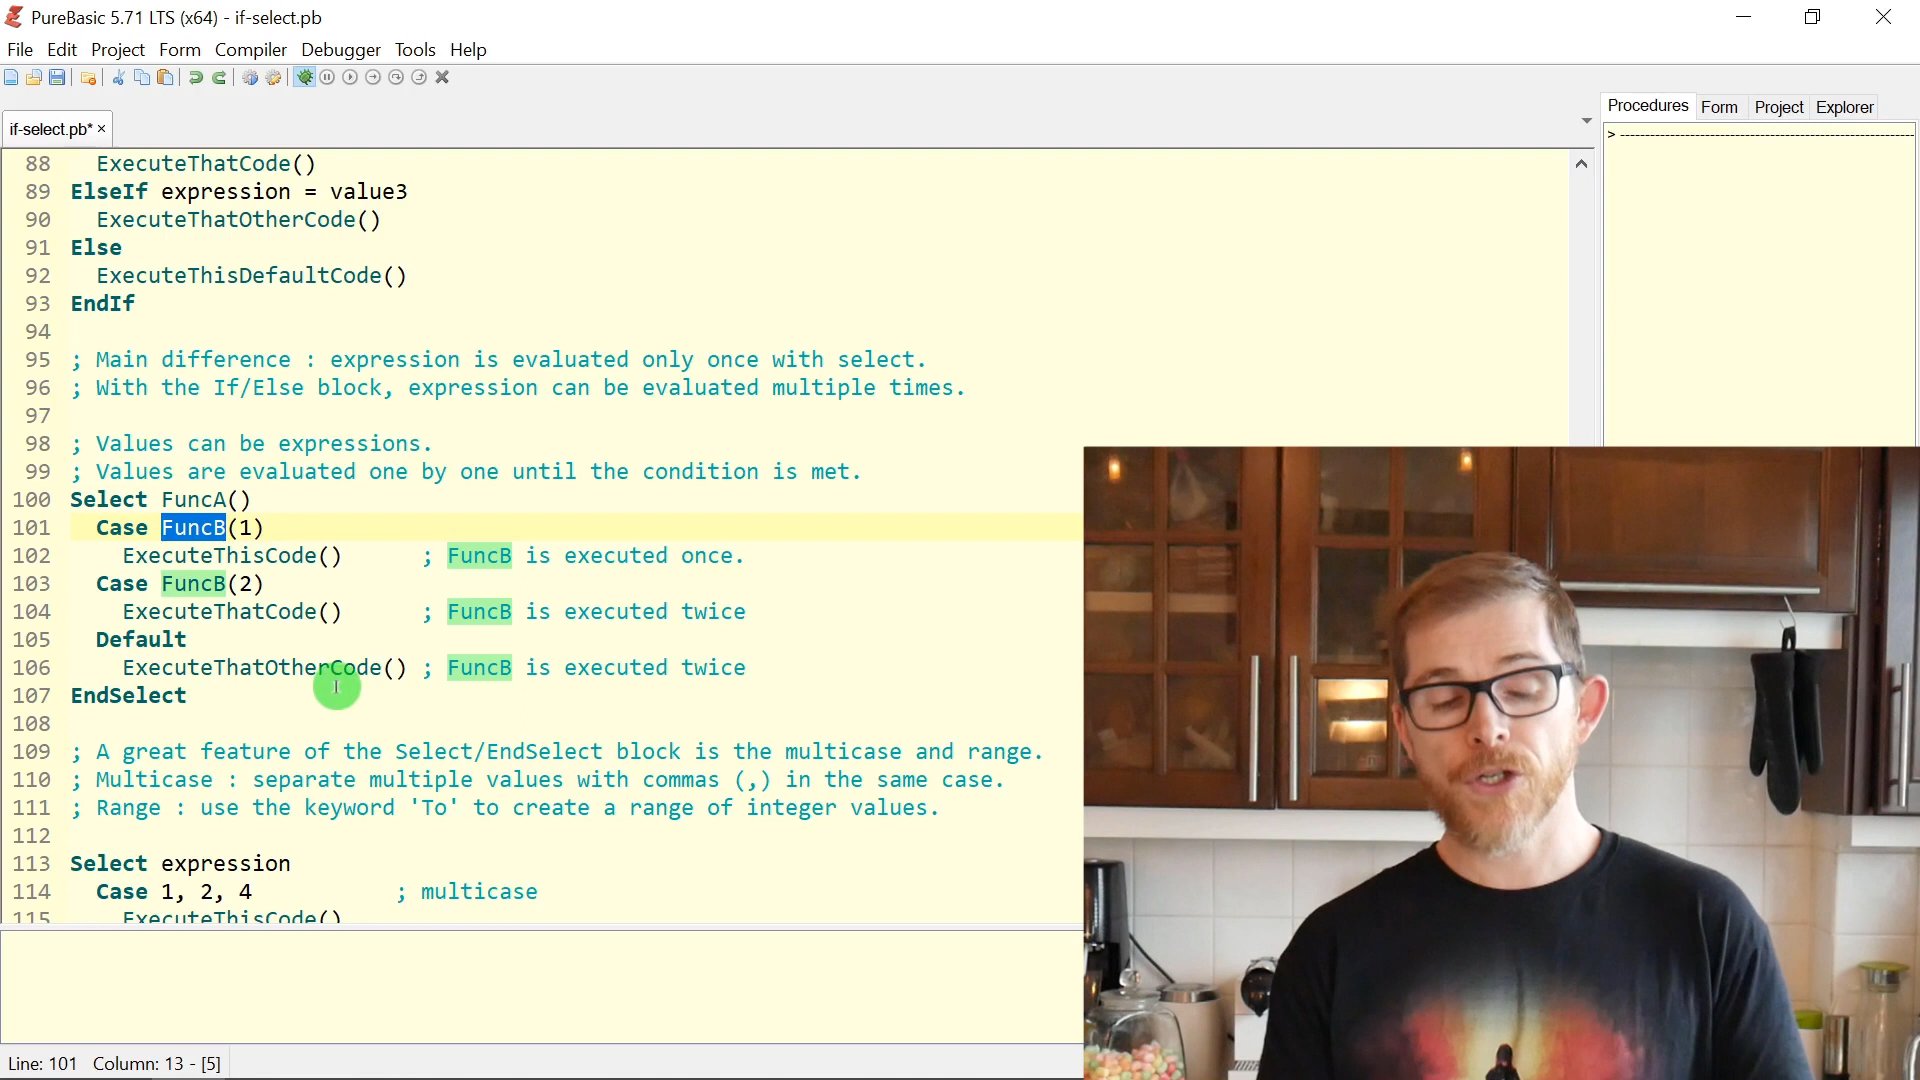 PureBasic 5.71 LTS (x64) - if-select.pb
File Edit Project Form Compiler Debugger Tools Help
Procedures Form Project Explorer
if-select.pb* ×
> --------------------------------------------------
88 ExecuteThatCode()
89 ElseIf expression = value3
90 ExecuteThatOtherCode()
91 Else
92 ExecuteThisDefaultCode()
93 EndIf
94
95 ; Main difference : expression is evaluated only once with select.
96 ; With the If/Else block, expression can be evaluated multiple times.
97
98 ; Values can be expressions.
99 ; Values are evaluated one by one until the condition is met.
100 Select FuncA()
101 Case FuncB(1)
102 ExecuteThisCode() ; FuncB is executed once.
103 Case FuncB(2)
104 ExecuteThatCode() ; FuncB is executed twice
105 Default
106 ExecuteThatOtherCode() ; FuncB is executed twice
107 EndSelect
108
109 ; A great feature of the Select/EndSelect block is the multicase and range.
110 ; Multicase : separate multiple values with commas (,) in the same case.
111 ; Range : use the keyword 'To' to create a range of integer values.
112
113 Select expression
114 Case 1, 2, 4 ; multicase
115 ExecuteThisCode()
Line: 101 Column: 13 - [5]